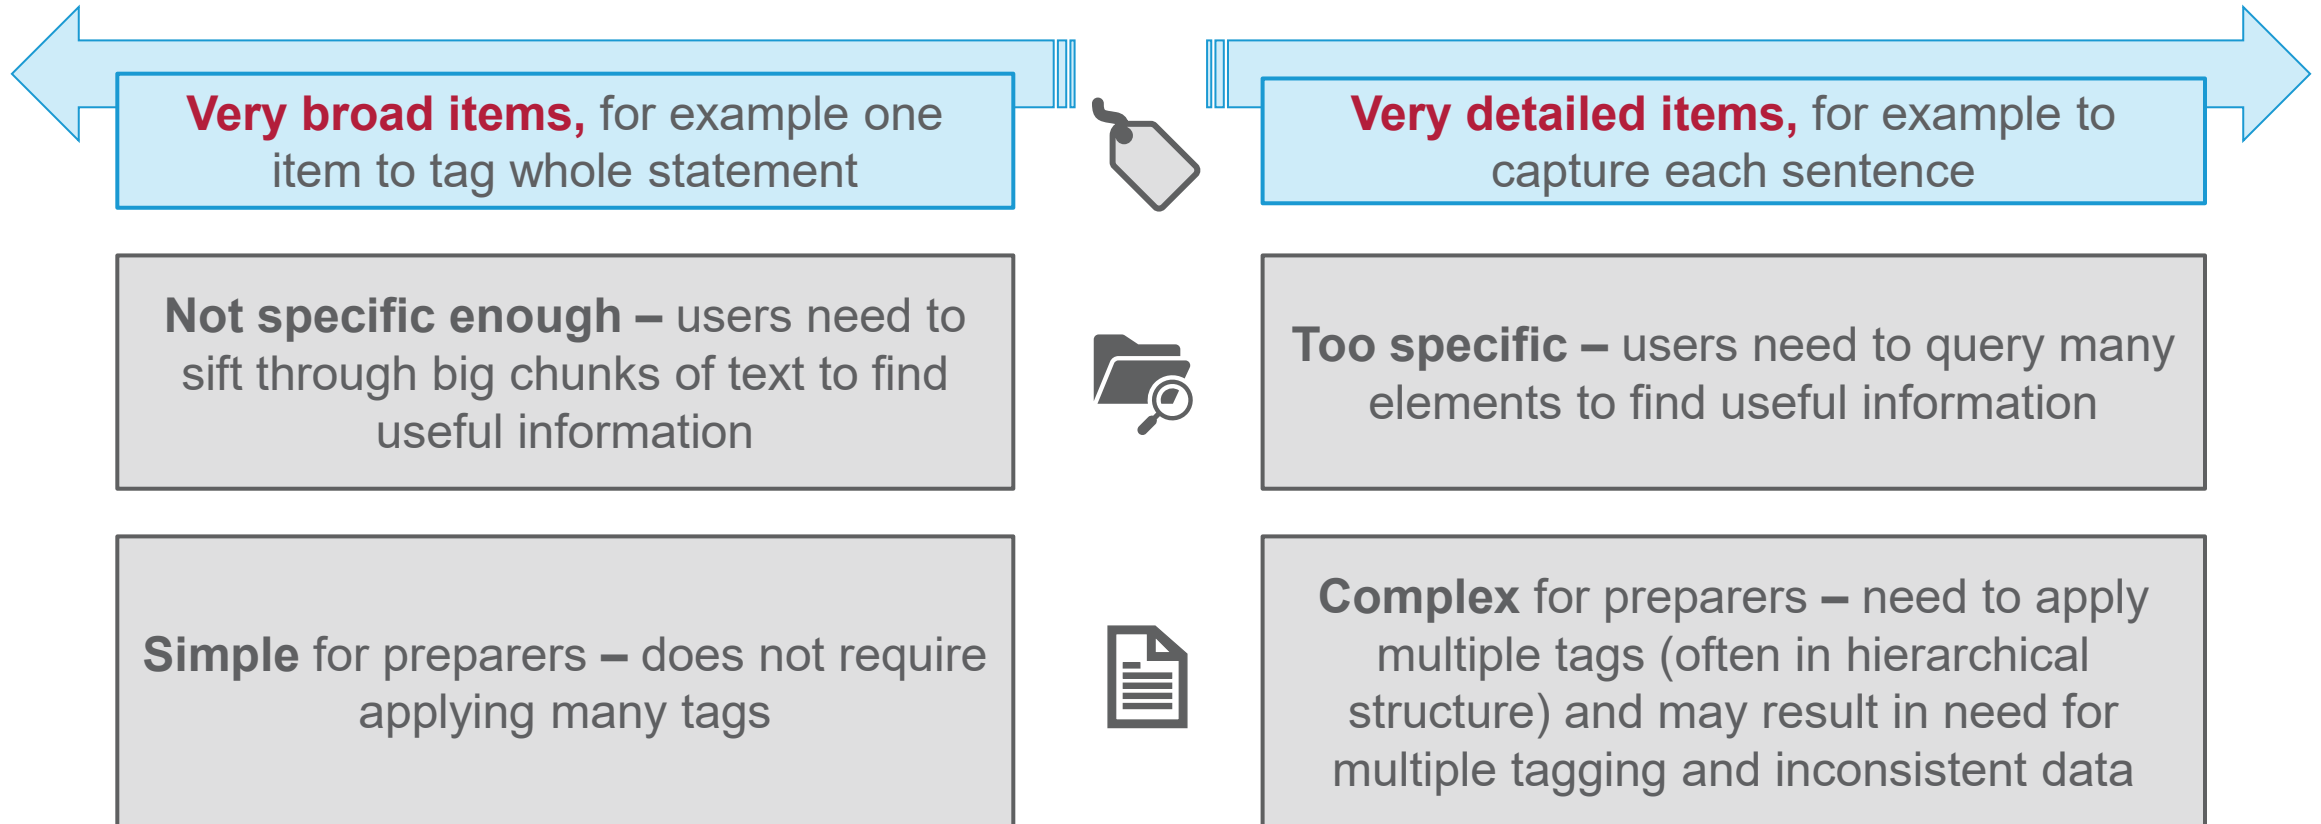 Very broad items, for example one
item to tag whole statement
Very detailed items, for example to
capture each sentence
Not specific enough – users need to
sift through big chunks of text to find
useful information
Too specific – users need to query many
elements to find useful information
Simple for preparers – does not require
applying many tags
Complex for preparers – need to apply
multiple tags (often in hierarchical
structure) and may result in need for
multiple tagging and inconsistent data